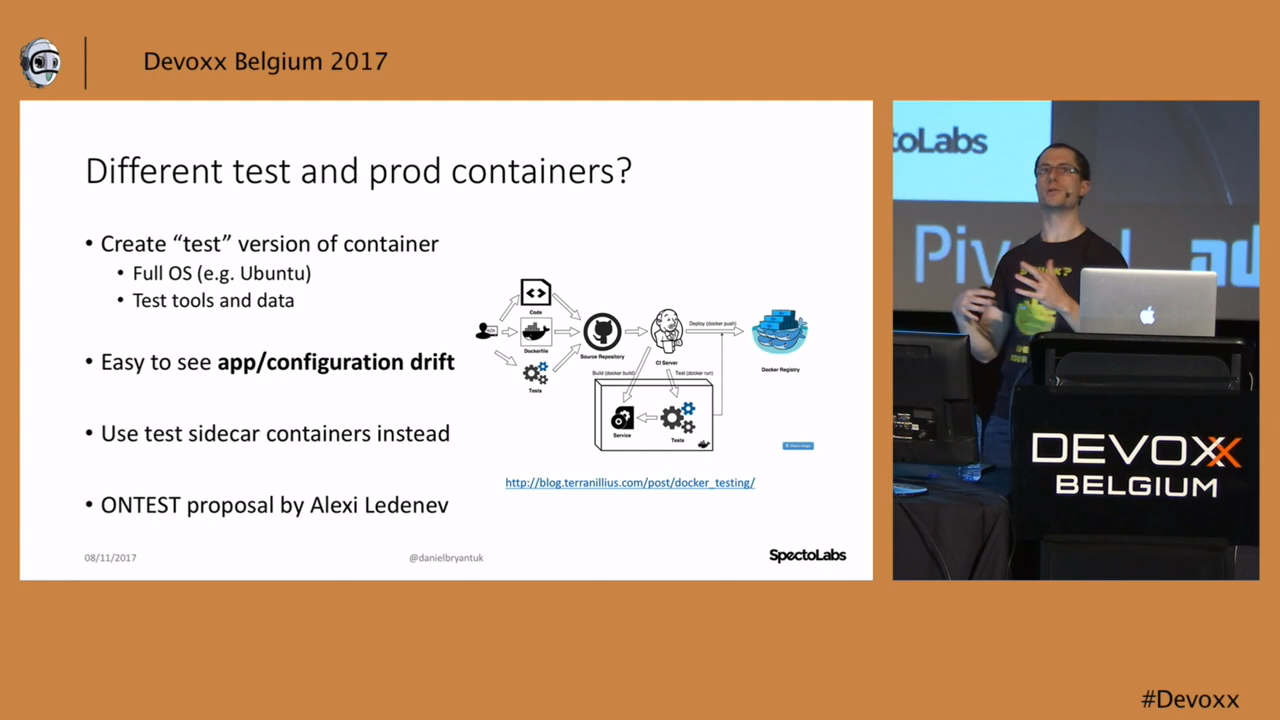 Devoxx Belgium 2017
Different test and prod containers?
• Create “test” version of container
• Full OS (e.g. Ubuntu)
• Test tools and data
• Easy to see app/configuration drift
• Use test sidecar containers instead
• ONTEST proposal by Alexi Ledenev
Code
Dockerfile
Tests
Source Repository
CI Server
Deploy (docker push)
Docker Registry
Build (docker build)
Test (docker run)
Service
Tests
http://blog.terranillius.com/post/docker_testing/
08/11/2017
@danielbryantuk
SpectoLabs
toLabs
DEVOXX
BELGIUM
#Devoxx